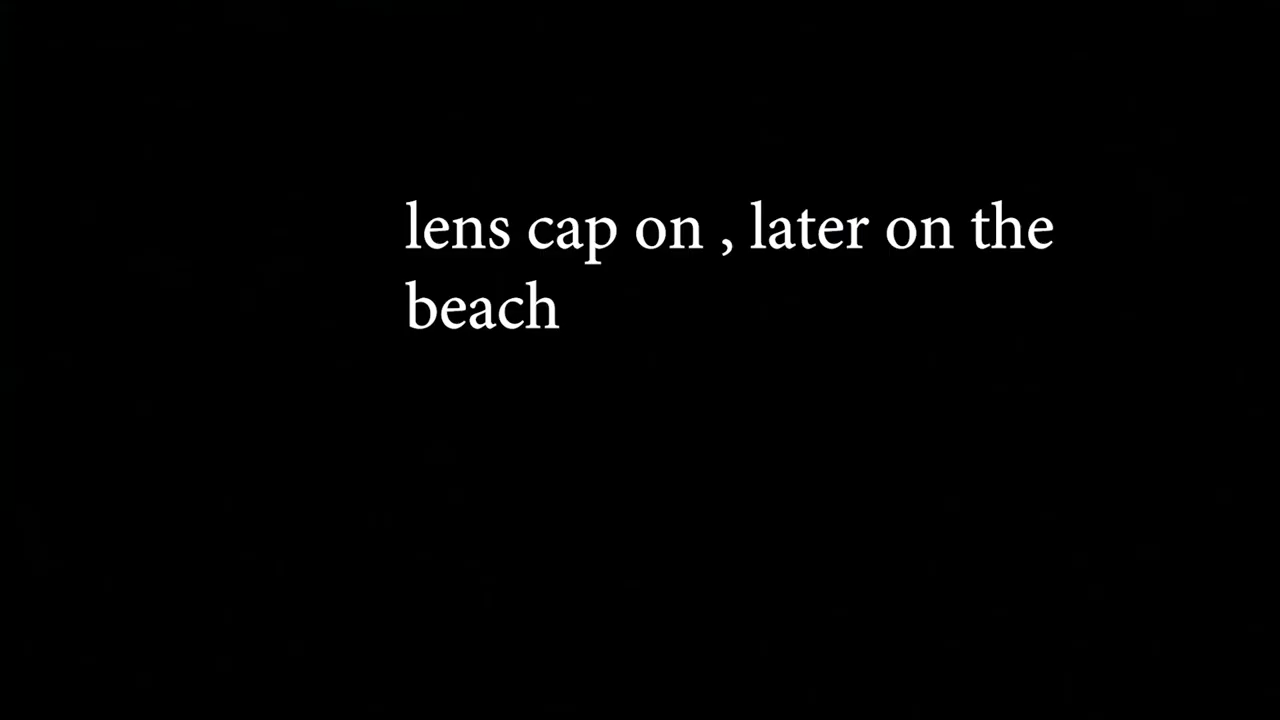 lens cap on , later on the
beach